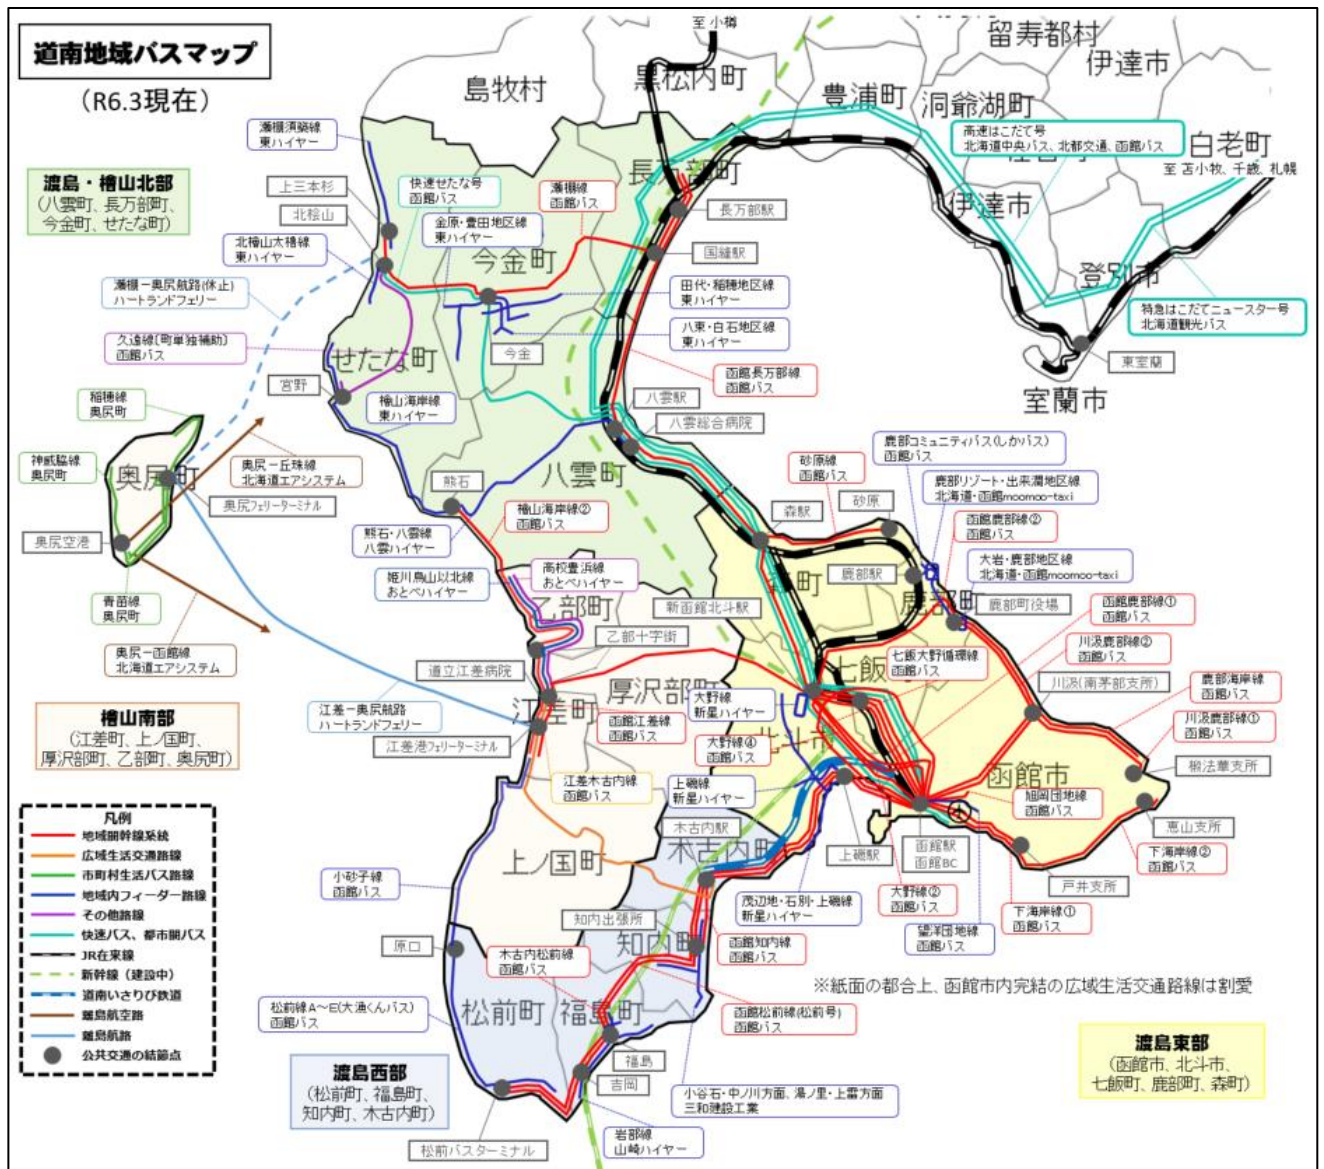 道南地域バスマップ
（R6.3現在）
至 小樽
島牧村
黒松内町
留寿都村
伊達市
豊浦町
洞爺湖町
白老町
至 苫小牧、千歳、札幌
高速はこだて号
北海道中央バス、北都交通、函館バス
伊達市
登別市
特急はこだてニュースター号
北海道観光バス
東室蘭
室蘭市
瀬棚須築線
東ハイヤー
渡島・檜山北部
（八雲町、長万部町、
今金町、せたな町）
上三本杉
北桧山
快速せたな号
函館バス
瀬棚線
函館バス
長万部町
長万部駅
北檜山太櫓線
東ハイヤー
金原・豊田地区線
東ハイヤー
今金町
国縫駅
瀬棚－奥尻航路(休止)
ハートランドフェリー
田代・稲穂地区線
東ハイヤー
八束・白石地区線
東ハイヤー
久遠線〔町単独補助〕
函館バス
せたな町
今金
宮野
函館長万部線
函館バス
八雲駅
八雲総合病院
檜山海岸線
東ハイヤー
稲穂線
奥尻町
神威脇線
奥尻町
奥尻町
奥尻－丘珠線
北海道エアシステム
奥尻フェリーターミナル
奥尻空港
青苗線
奥尻町
奥尻－函館線
北海道エアシステム
八雲町
熊石
熊石・八雲線
八雲ハイヤー
檜山海岸線②
函館バス
姫川鳥山以北線
おとべハイヤー
高校豊浜線
おとべハイヤー
乙部町
乙部十字街
道立江差病院
厚沢部町
江差町
江差－奥尻航路
ハートランドフェリー
江差港フェリーターミナル
函館江差線
函館バス
江差木古内線
函館バス
檜山南部
（江差町、上ノ国町、
厚沢部町、乙部町、奥尻町）
鹿部コミュニティバス(しかバス)
函館バス
砂原線
函館バス
砂原
鹿部リゾート・出来澗地区線
北海道・函館moomoo-taxi
森駅
函館鹿部線②
函館バス
鹿部駅
大岩・鹿部地区線
北海道・函館moomoo-taxi
森町
鹿部町
鹿部町役場
新函館北斗駅
函館鹿部線①
函館バス
川汲鹿部線②
函館バス
七飯大野循環線
函館バス
七飯町
川汲(南茅部支所)
鹿部海岸線
函館バス
大野線
新星ハイヤー
川汲鹿部線①
函館バス
大野線④
函館バス
北斗市
函館市
椴法華支所
上磯線
新星ハイヤー
旭岡団地線
函館バス
恵山支所
木古内駅
木古内町
上磯駅
函館駅
函館BC
下海岸線②
函館バス
戸井支所
大野線②
函館バス
下海岸線①
函館バス
茂辺地・石別・上磯線
新星ハイヤー
望洋団地線
函館バス
凡例
地域間幹線系統
広域生活交通路線
市町村生活バス路線
地域内フィーダー路線
その他路線
快速バス、都市間バス
JR在来線
新幹線（建設中）
道南いさりび鉄道
離島航空路
離島航路
公共交通の結節点
上ノ国町
小砂子線
函館バス
知内出張所
知内町
函館知内線
函館バス
原口
木古内松前線
函館バス
※紙面の都合上、函館市内完結の広域生活交通路線は割愛
松前線A～E(大漁くんバス)
函館バス
松前町
福島町
函館松前線(松前号)
函館バス
渡島西部
（松前町、福島町、
知内町、木古内町）
福島
吉岡
小谷石・中ノ川方面、湯ノ里・上雷方面
三和建設工業
渡島東部
（函館市、北斗市、
七飯町、鹿部町、森町）
松前バスターミナル
岩部線
山崎ハイヤー